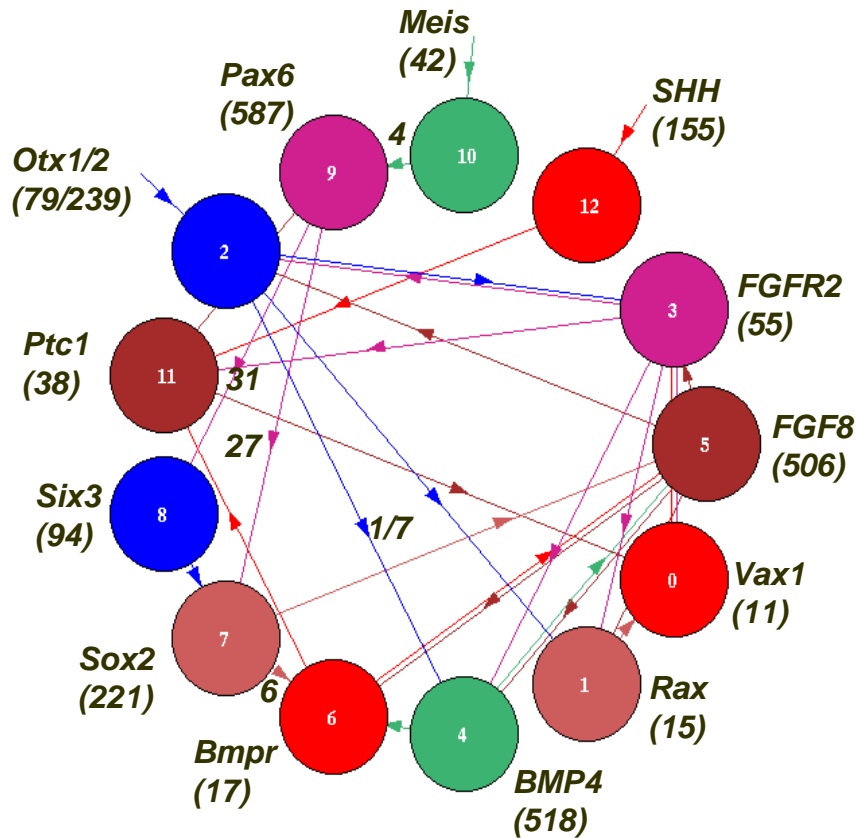 Meis
(42)
Pax6
(587)
SHH
(155)
4
10
9
12
Otx1/2
(79/239)
2
FGFR2
(55)
3
Ptc1
(38)
11
31
27
FGF8
(506)
5
Six3
(94)
8
1/7
Vax1
(11)
0
Sox2
(221)
7
6
Bmpr
(17)
6
4
BMP4
(518)
1
Rax
(15)